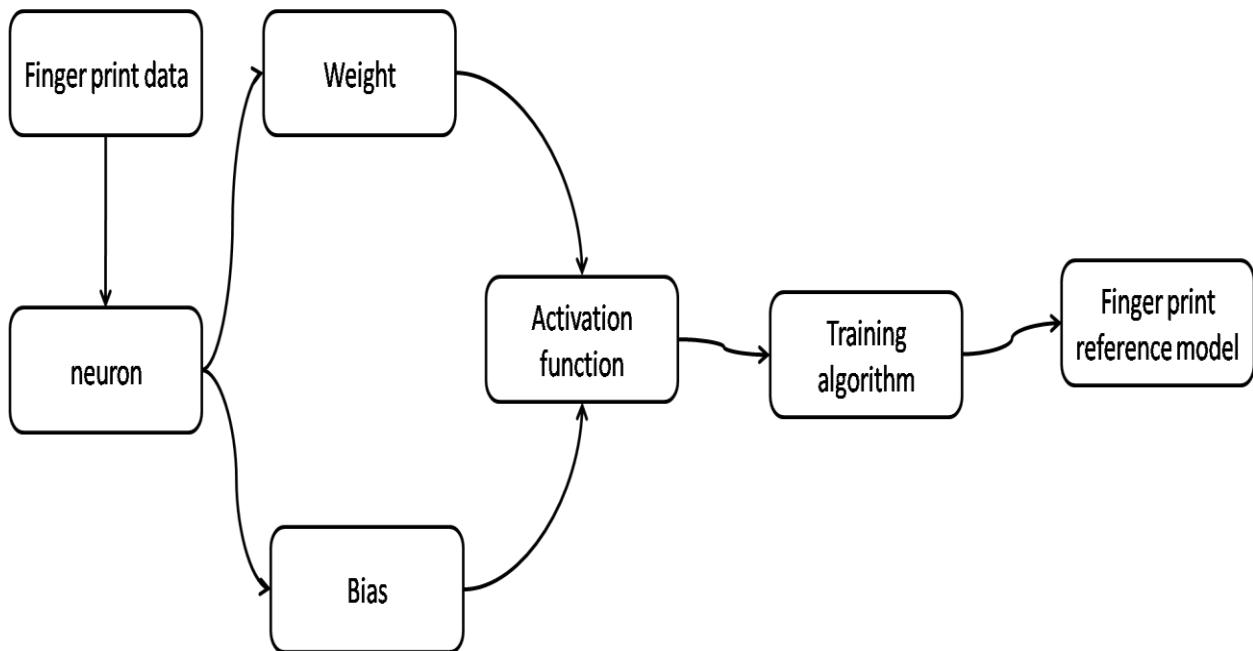 Finger print data
Weight
neuron
Activation
function
Training
algorithm
Finger print
reference model
Bias